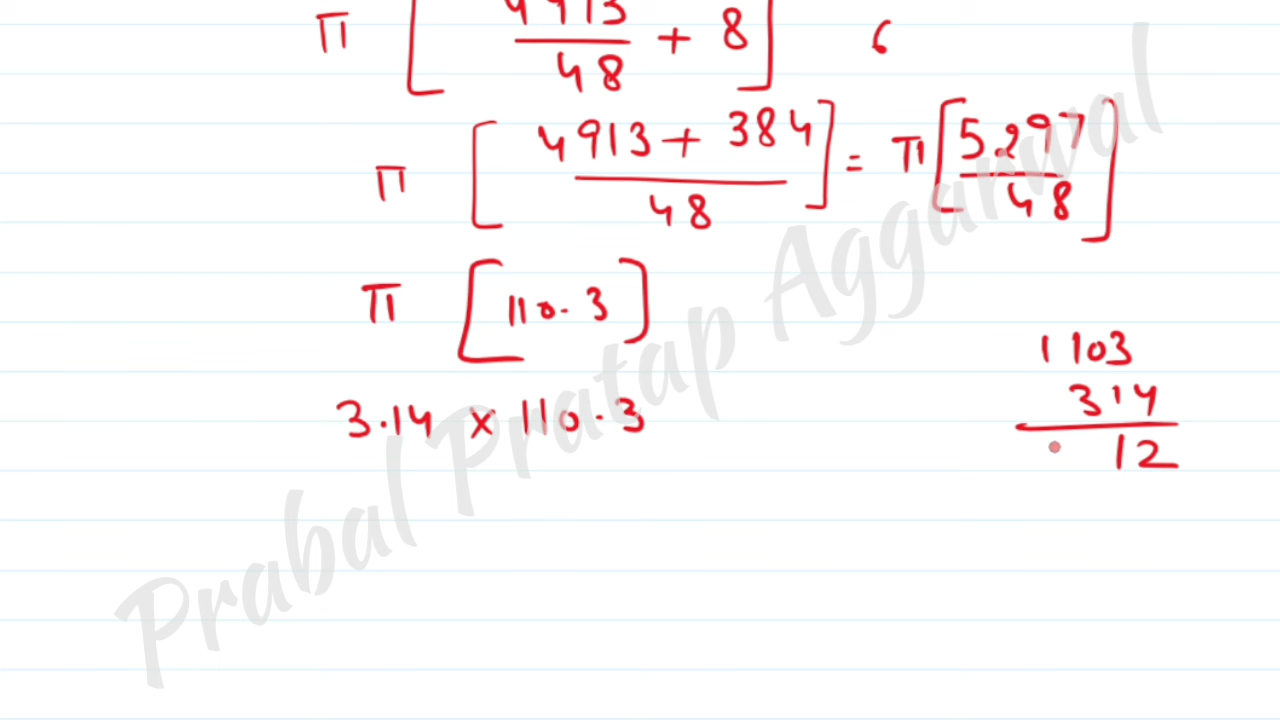 π [ 4913/48 + 8 ] 6
π [ 4913 + 384 / 48 ] = π [ 5297 / 48 ]
π [ 110.3 ]
3.14 x 110.3
1103
314
12
Prabal Pratap Aggarwal